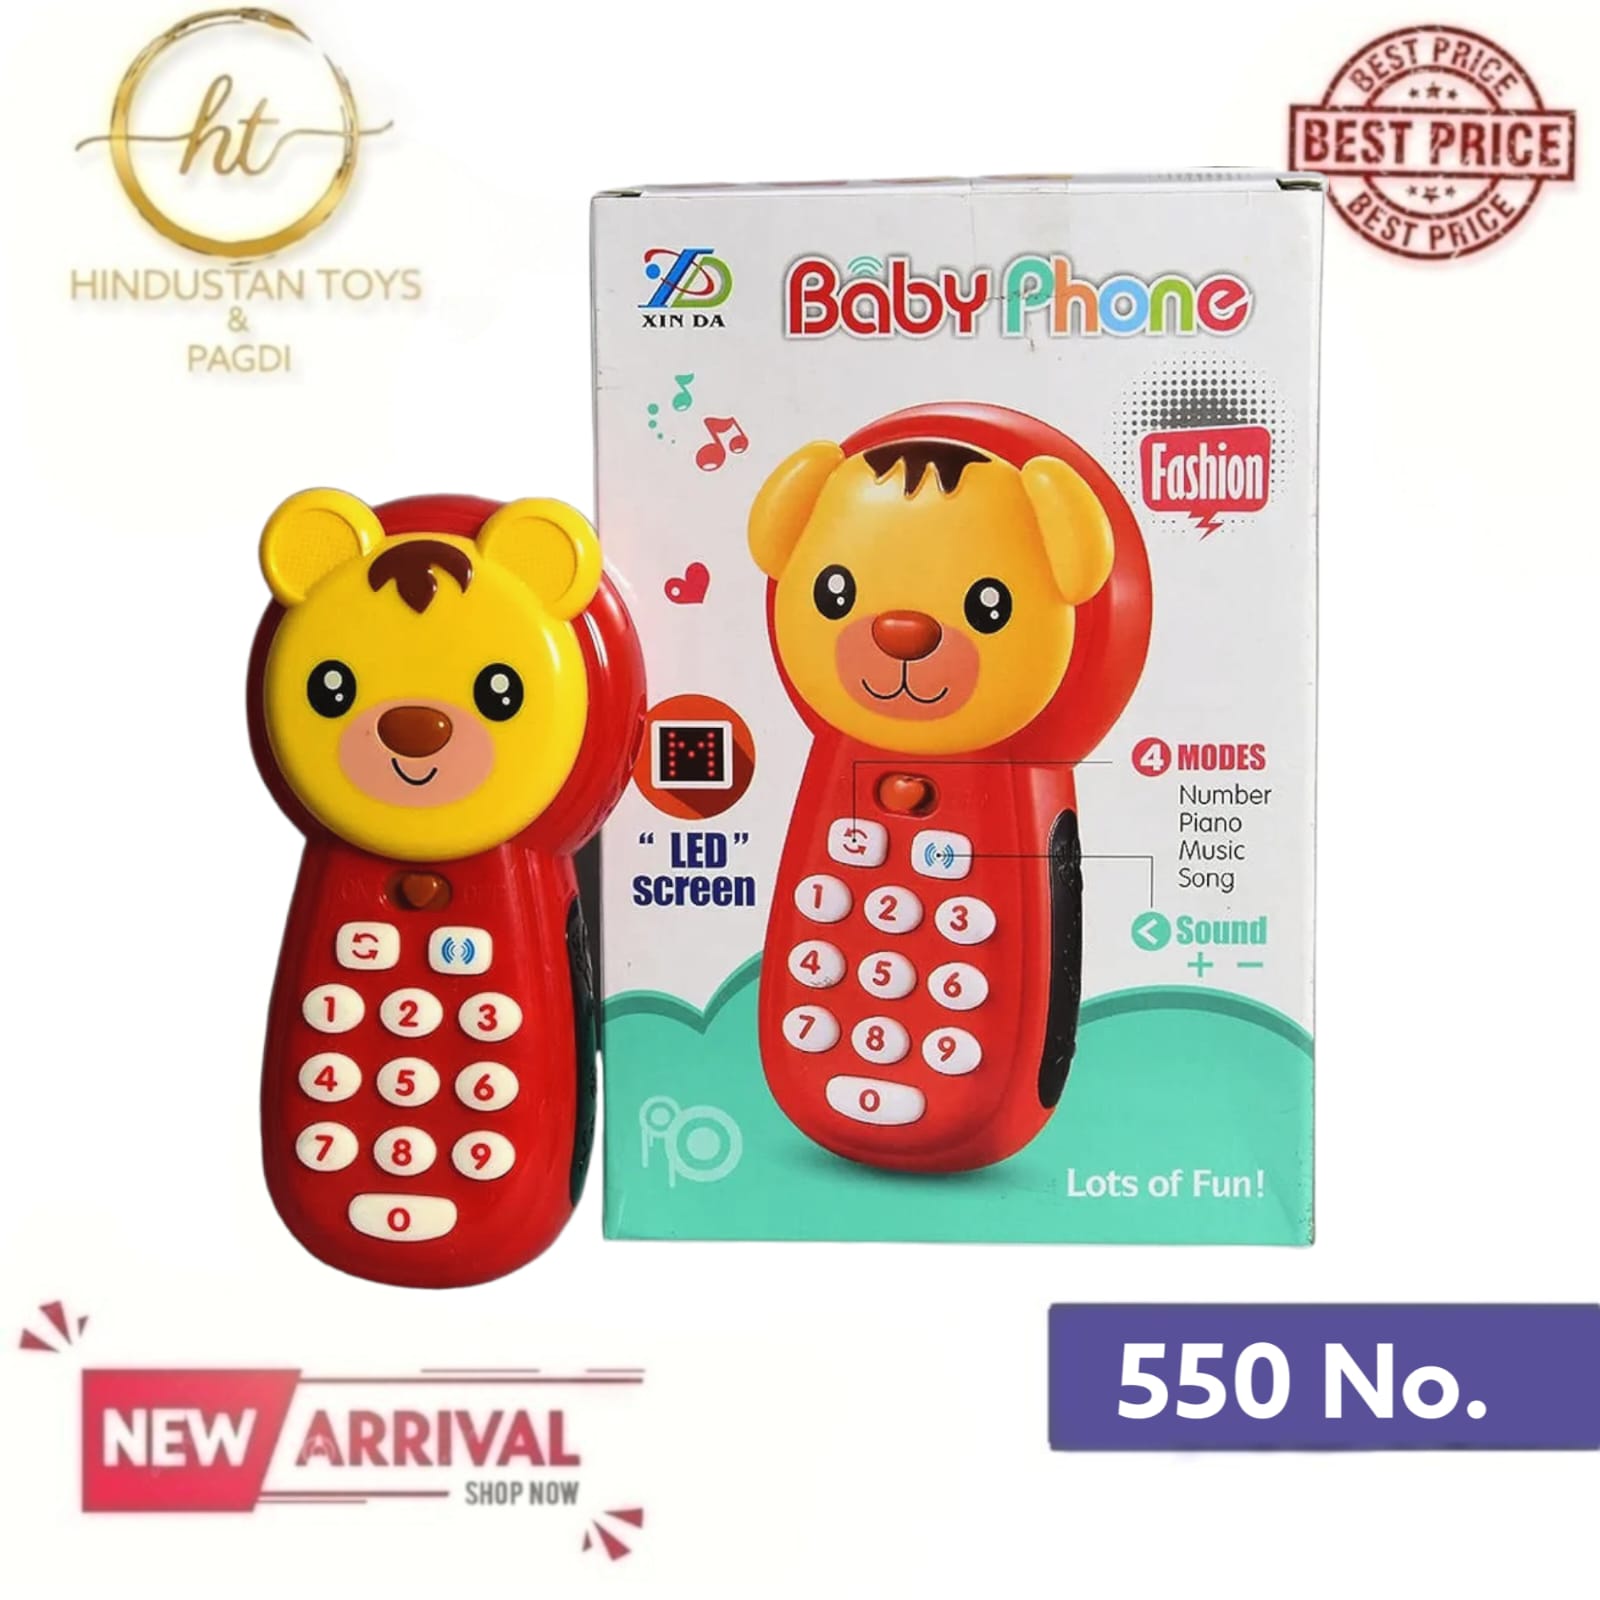 ht
HINDUSTAN TOYS
&
PAGDI
BEST PRICE
BEST PRICE
BEST PRICE
XIN DA
Baby Phone
Fashion
M
“ LED ”
screen
4 MODES
Number
Piano
Music
Song
< Sound
+ −
1 2 3
4 5 6
7 8 9
0
1 2 3
4 5 6
7 8 9
0
Lots of Fun!
NEW ARRIVAL
SHOP NOW
550 No.